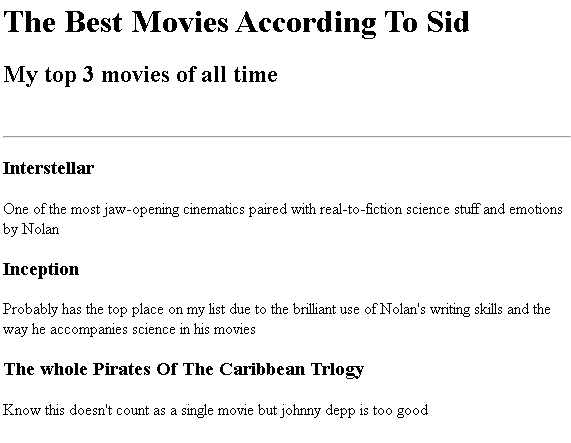 The Best Movies According To Sid
My top 3 movies of all time
Interstellar
One of the most jaw-opening cinematics paired with real-to-fiction science stuff and emotions
by Nolan
Inception
Probably has the top place on my list due to the brilliant use of Nolan's writing skills and the
way he accompanies science in his movies
The whole Pirates Of The Caribbean Trlogy
Know this doesn't count as a single movie but johnny depp is too good